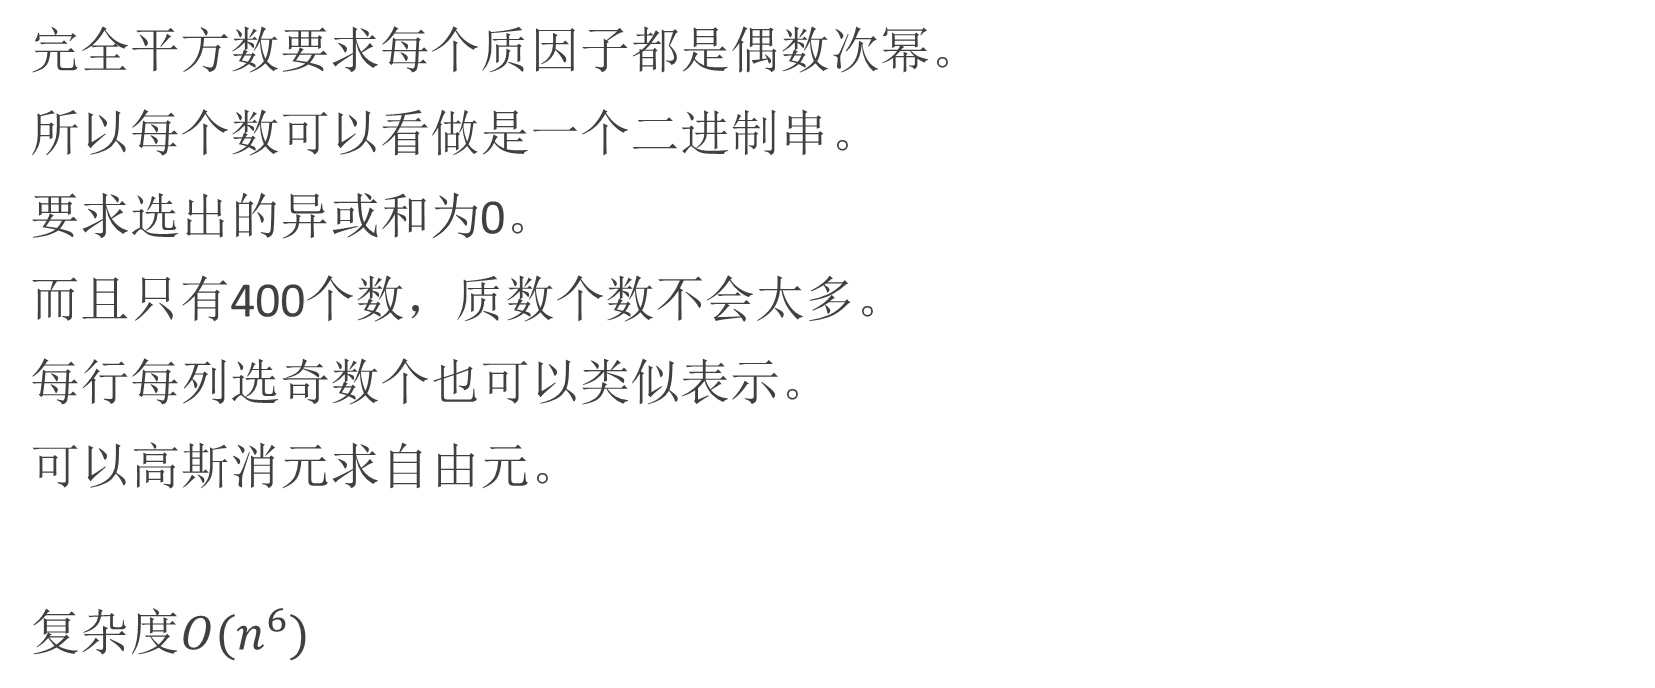 完全平方数要求每个质因子都是偶数次幂。
所以每个数可以看做是一个二进制串。
要求选出的异或和为0。
而且只有400个数，质数个数不会太多。
每行每列选奇数个也可以类似表示。
可以高斯消元求自由元。
复杂度𝑂(𝑛⁶)